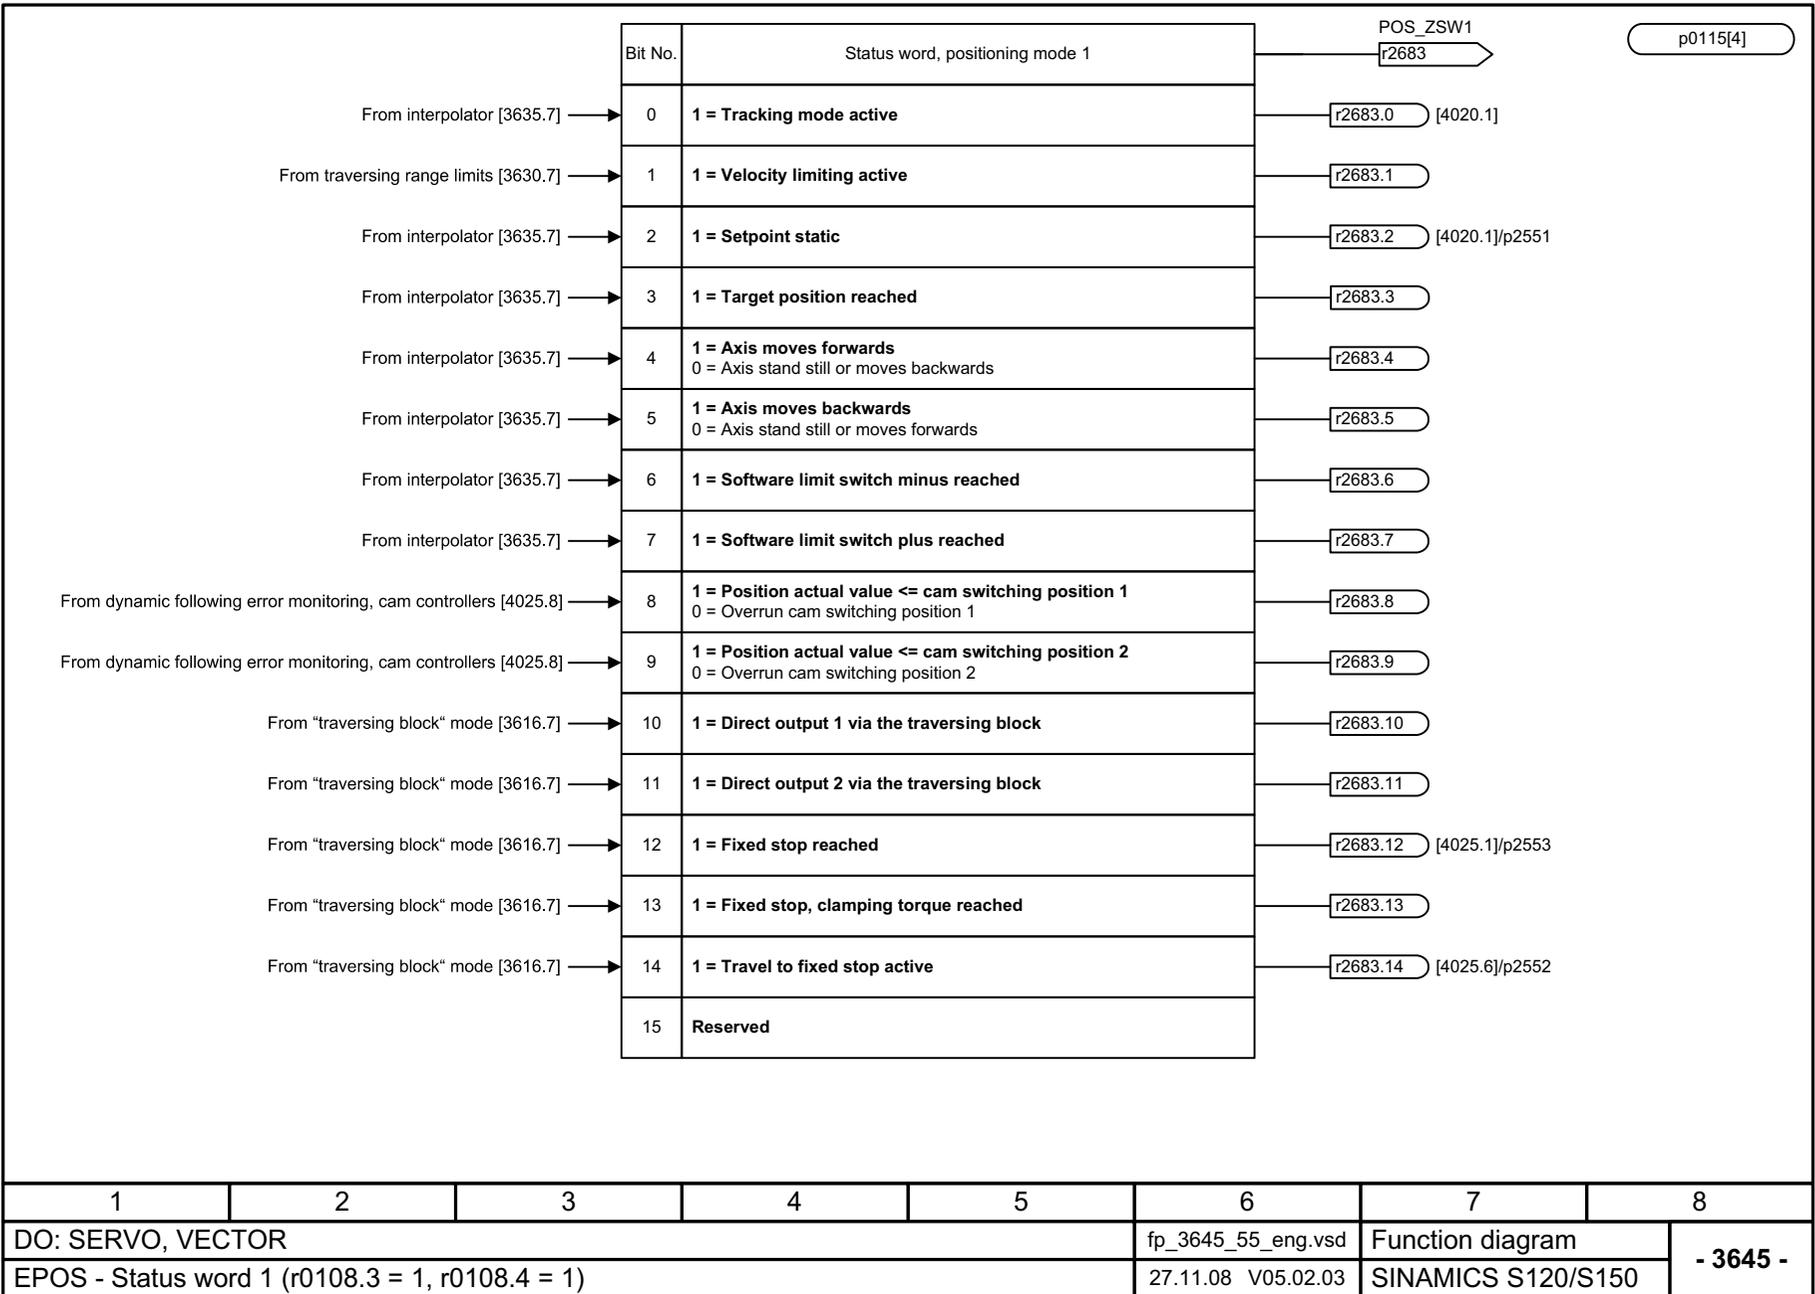 POS_ZSW1
Bit No. Status word, positioning mode 1 r2683 p0115[4]
From interpolator [3635.7] 0 1 = Tracking mode active r2683.0 [4020.1]
From traversing range limits [3630.7] 1 1 = Velocity limiting active r2683.1
From interpolator [3635.7] 2 1 = Setpoint static r2683.2 [4020.1]/p2551
From interpolator [3635.7] 3 1 = Target position reached r2683.3
From interpolator [3635.7] 4 1 = Axis moves forwards r2683.4
0 = Axis stand still or moves backwards
From interpolator [3635.7] 5 1 = Axis moves backwards r2683.5
0 = Axis stand still or moves forwards
From interpolator [3635.7] 6 1 = Software limit switch minus reached r2683.6
From interpolator [3635.7] 7 1 = Software limit switch plus reached r2683.7
From dynamic following error monitoring, cam controllers [4025.8] 8 1 = Position actual value <= cam switching position 1 r2683.8
0 = Overrun cam switching position 1
From dynamic following error monitoring, cam controllers [4025.8] 9 1 = Position actual value <= cam switching position 2 r2683.9
0 = Overrun cam switching position 2
From “traversing block“ mode [3616.7] 10 1 = Direct output 1 via the traversing block r2683.10
From “traversing block“ mode [3616.7] 11 1 = Direct output 2 via the traversing block r2683.11
From “traversing block“ mode [3616.7] 12 1 = Fixed stop reached r2683.12 [4025.1]/p2553
From “traversing block“ mode [3616.7] 13 1 = Fixed stop, clamping torque reached r2683.13
From “traversing block“ mode [3616.7] 14 1 = Travel to fixed stop active r2683.14 [4025.6]/p2552
15 Reserved
1 2 3 4 5 6 7 8
DO: SERVO, VECTOR fp_3645_55_eng.vsd Function diagram - 3645 -
EPOS - Status word 1 (r0108.3 = 1, r0108.4 = 1) 27.11.08 V05.02.03 SINAMICS S120/S150